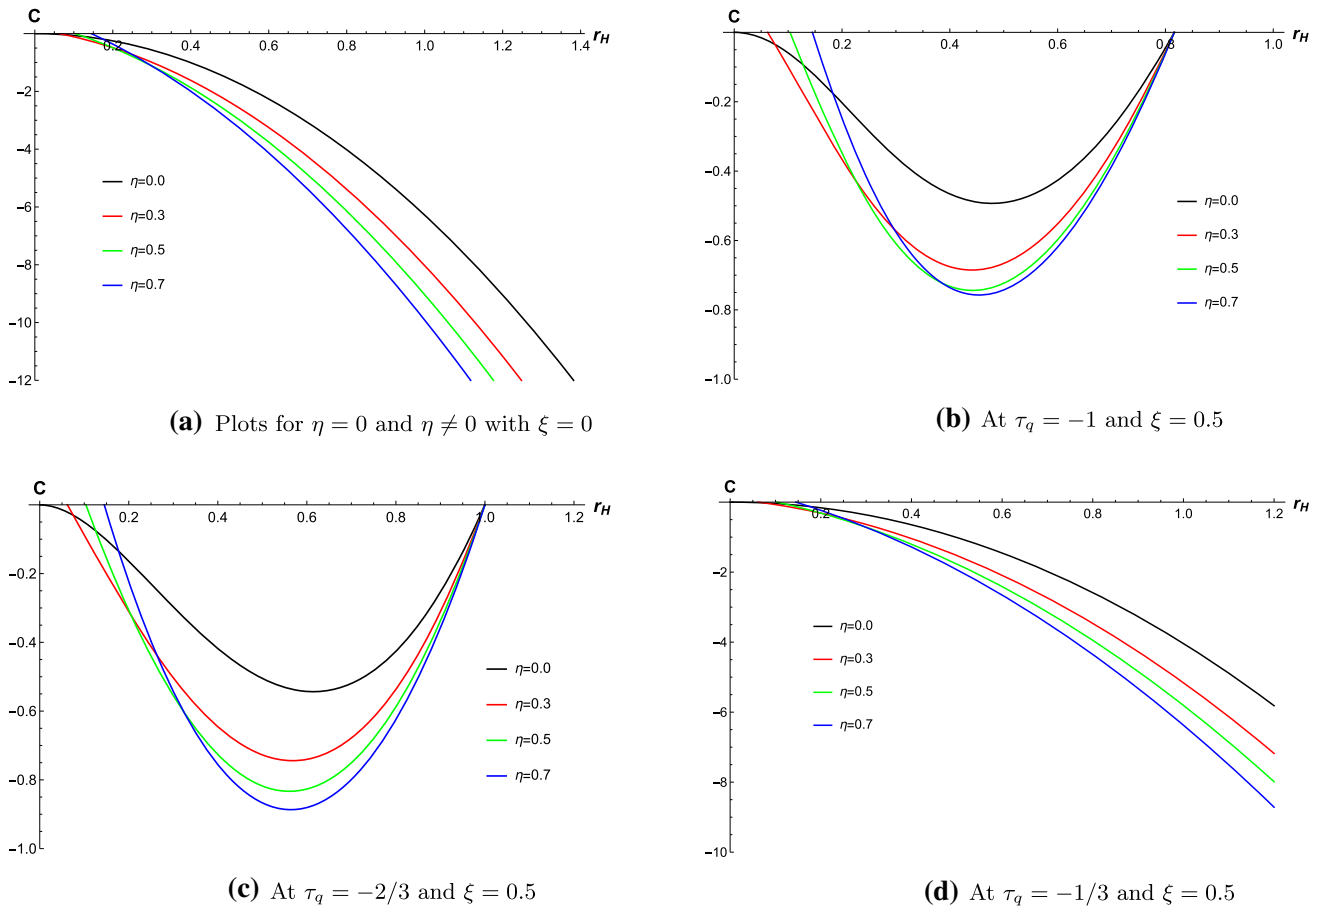 C
r_H
0.2 0.4 0.6 0.8 1.0 1.2 1.4
−2
−4
−6
−8
−10
−12
η=0.0
η=0.3
η=0.5
η=0.7
(a) Plots for η = 0 and η ≠ 0 with ξ = 0
C
r_H
0.2 0.4 0.6 0.8 1.0
−0.2
−0.4
−0.6
−0.8
−1.0
η=0.0
η=0.3
η=0.5
η=0.7
(b) At τ_q = −1 and ξ = 0.5
C
r_H
0.2 0.4 0.6 0.8 1.0 1.2
−0.2
−0.4
−0.6
−0.8
−1.0
η=0.0
η=0.3
η=0.5
η=0.7
(c) At τ_q = −2/3 and ξ = 0.5
C
r_H
0.2 0.4 0.6 0.8 1.0 1.2
−2
−4
−6
−8
−10
η=0.0
η=0.3
η=0.5
η=0.7
(d) At τ_q = −1/3 and ξ = 0.5